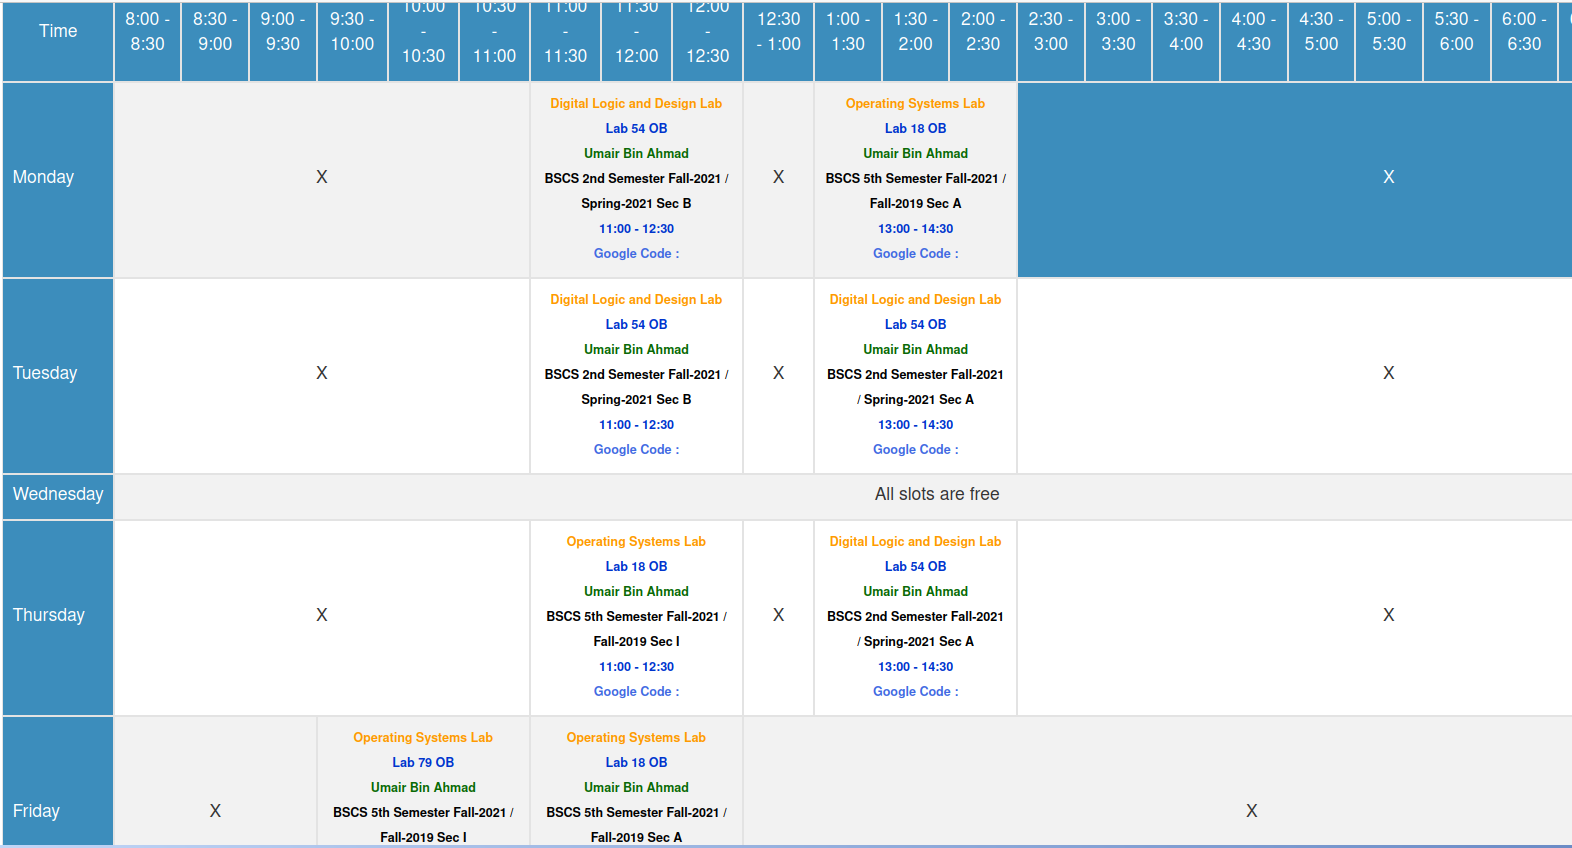 Time
8:00 -
8:30
8:30 -
9:00
9:00 -
9:30
9:30 -
10:00
10:00
-
10:30
10:30
-
11:00
11:00
-
11:30
11:30
-
12:00
12:00
-
12:30
12:30
- 1:00
1:00 -
1:30
1:30 -
2:00
2:00 -
2:30
2:30 -
3:00
3:00 -
3:30
3:30 -
4:00
4:00 -
4:30
4:30 -
5:00
5:00 -
5:30
5:30 -
6:00
6:00 -
6:30
Monday
X
Digital Logic and Design Lab
Lab 54 OB
Umair Bin Ahmad
BSCS 2nd Semester Fall-2021 /
Spring-2021 Sec B
11:00 - 12:30
Google Code :
X
Operating Systems Lab
Lab 18 OB
Umair Bin Ahmad
BSCS 5th Semester Fall-2021 /
Fall-2019 Sec A
13:00 - 14:30
Google Code :
X
Tuesday
X
Digital Logic and Design Lab
Lab 54 OB
Umair Bin Ahmad
BSCS 2nd Semester Fall-2021 /
Spring-2021 Sec B
11:00 - 12:30
Google Code :
X
Digital Logic and Design Lab
Lab 54 OB
Umair Bin Ahmad
BSCS 2nd Semester Fall-2021
/ Spring-2021 Sec A
13:00 - 14:30
Google Code :
X
Wednesday
All slots are free
Thursday
X
Operating Systems Lab
Lab 18 OB
Umair Bin Ahmad
BSCS 5th Semester Fall-2021 /
Fall-2019 Sec I
11:00 - 12:30
Google Code :
X
Digital Logic and Design Lab
Lab 54 OB
Umair Bin Ahmad
BSCS 2nd Semester Fall-2021
/ Spring-2021 Sec A
13:00 - 14:30
Google Code :
X
Friday
X
Operating Systems Lab
Lab 79 OB
Umair Bin Ahmad
BSCS 5th Semester Fall-2021 /
Fall-2019 Sec I
Operating Systems Lab
Lab 18 OB
Umair Bin Ahmad
BSCS 5th Semester Fall-2021 /
Fall-2019 Sec A
X